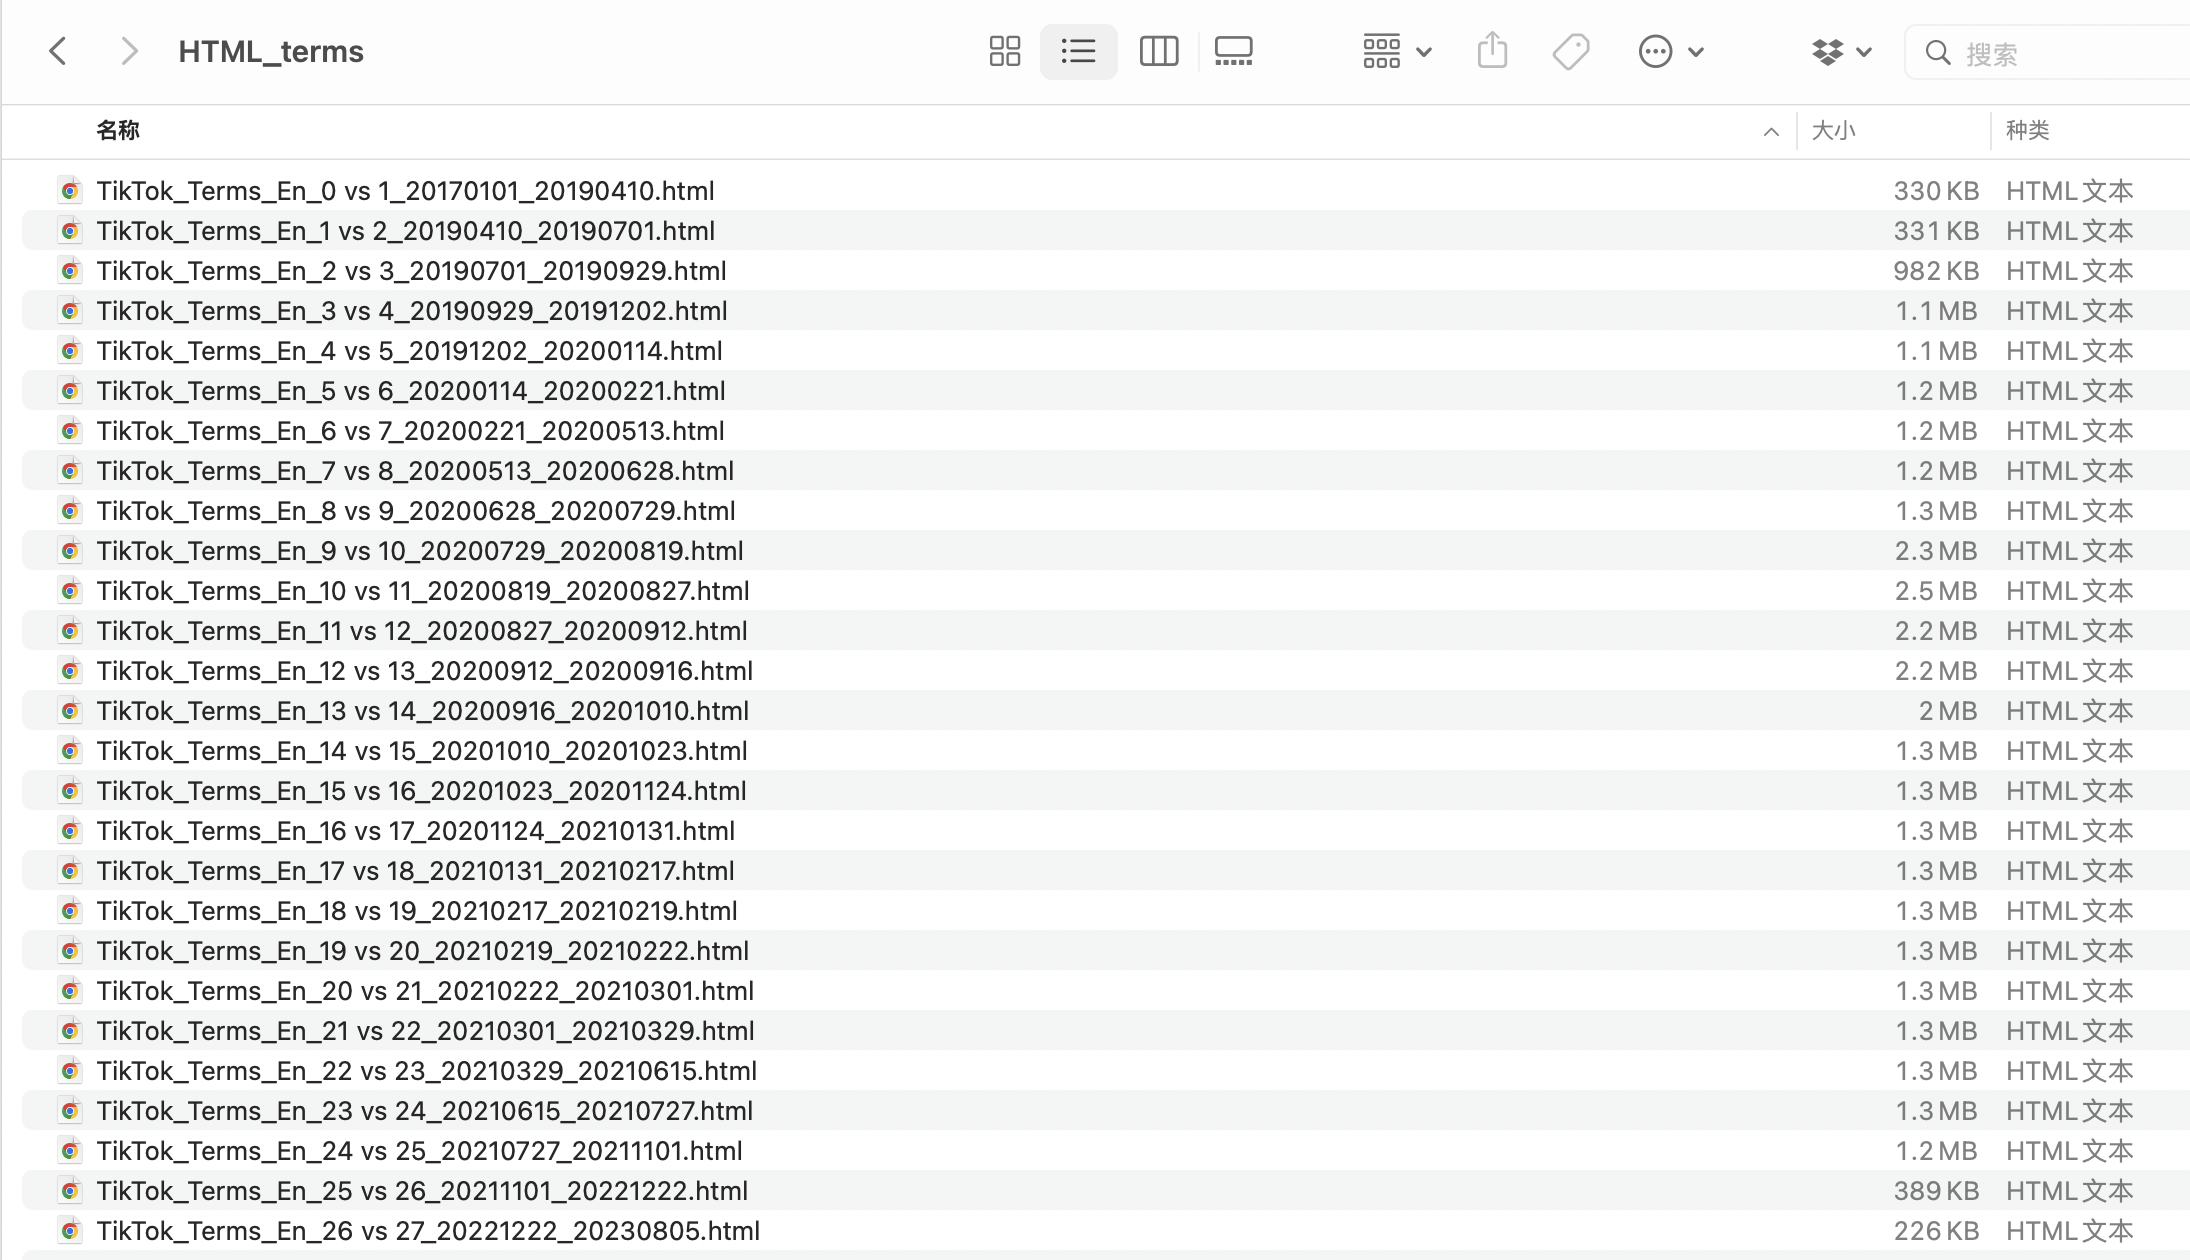 HTML_terms
搜索
名称 大小 种类
TikTok_Terms_En_0 vs 1_20170101_20190410.html 330 KB HTML文本
TikTok_Terms_En_1 vs 2_20190410_20190701.html 331 KB HTML文本
TikTok_Terms_En_2 vs 3_20190701_20190929.html 982 KB HTML文本
TikTok_Terms_En_3 vs 4_20190929_20191202.html 1.1 MB HTML文本
TikTok_Terms_En_4 vs 5_20191202_20200114.html 1.1 MB HTML文本
TikTok_Terms_En_5 vs 6_20200114_20200221.html 1.2 MB HTML文本
TikTok_Terms_En_6 vs 7_20200221_20200513.html 1.2 MB HTML文本
TikTok_Terms_En_7 vs 8_20200513_20200628.html 1.2 MB HTML文本
TikTok_Terms_En_8 vs 9_20200628_20200729.html 1.3 MB HTML文本
TikTok_Terms_En_9 vs 10_20200729_20200819.html 2.3 MB HTML文本
TikTok_Terms_En_10 vs 11_20200819_20200827.html 2.5 MB HTML文本
TikTok_Terms_En_11 vs 12_20200827_20200912.html 2.2 MB HTML文本
TikTok_Terms_En_12 vs 13_20200912_20200916.html 2.2 MB HTML文本
TikTok_Terms_En_13 vs 14_20200916_20201010.html 2 MB HTML文本
TikTok_Terms_En_14 vs 15_20201010_20201023.html 1.3 MB HTML文本
TikTok_Terms_En_15 vs 16_20201023_20201124.html 1.3 MB HTML文本
TikTok_Terms_En_16 vs 17_20201124_20210131.html 1.3 MB HTML文本
TikTok_Terms_En_17 vs 18_20210131_20210217.html 1.3 MB HTML文本
TikTok_Terms_En_18 vs 19_20210217_20210219.html 1.3 MB HTML文本
TikTok_Terms_En_19 vs 20_20210219_20210222.html 1.3 MB HTML文本
TikTok_Terms_En_20 vs 21_20210222_20210301.html 1.3 MB HTML文本
TikTok_Terms_En_21 vs 22_20210301_20210329.html 1.3 MB HTML文本
TikTok_Terms_En_22 vs 23_20210329_20210615.html 1.3 MB HTML文本
TikTok_Terms_En_23 vs 24_20210615_20210727.html 1.3 MB HTML文本
TikTok_Terms_En_24 vs 25_20210727_20211101.html 1.2 MB HTML文本
TikTok_Terms_En_25 vs 26_20211101_20221222.html 389 KB HTML文本
TikTok_Terms_En_26 vs 27_20221222_20230805.html 226 KB HTML文本